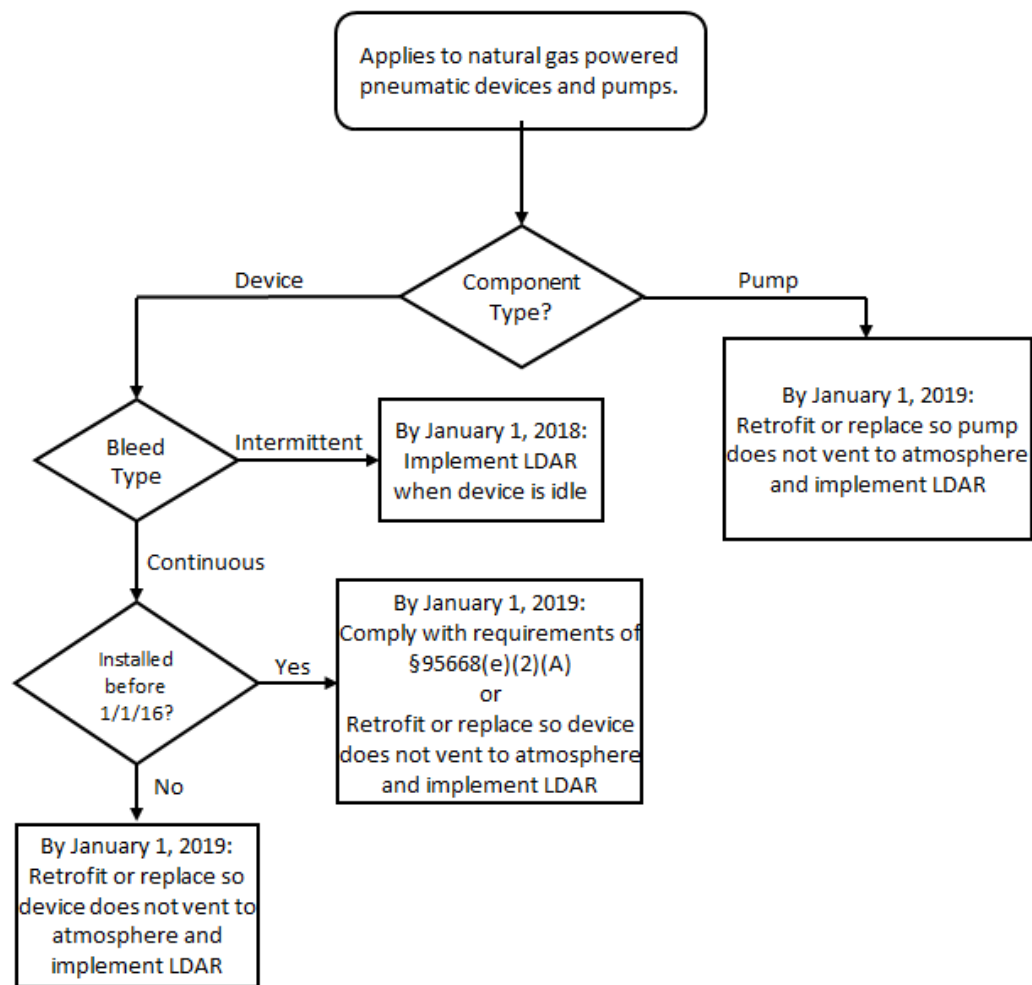 Applies to natural gas powered
pneumatic devices and pumps.
Device
Component
Type?
Pump
By January 1, 2019:
Retrofit or replace so pump
does not vent to atmosphere
and implement LDAR
Bleed
Type
Intermittent
By January 1, 2018:
Implement LDAR
when device is idle
Continuous
Installed
before
1/1/16?
Yes
By January 1, 2019:
Comply with requirements of
§95668(e)(2)(A)
or
Retrofit or replace so device
does not vent to atmosphere
and implement LDAR
No
By January 1, 2019:
Retrofit or replace so
device does not vent to
atmosphere and
implement LDAR